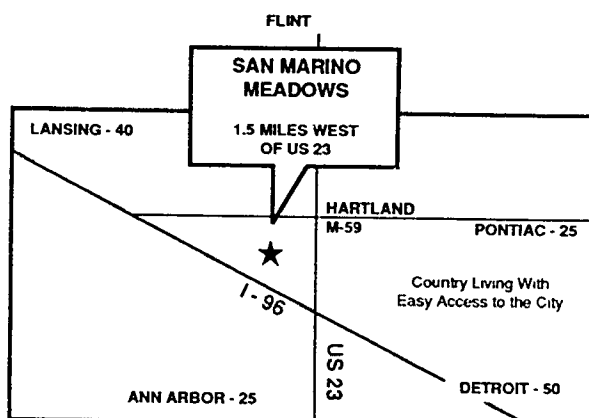 FLINT
SAN MARINO
MEADOWS
1.5 MILES WEST
OF US 23
LANSING - 40
HARTLAND
M-59
PONTIAC - 25
Country Living With
Easy Access to the City
I - 96
US 23
DETROIT - 50
ANN ARBOR - 25